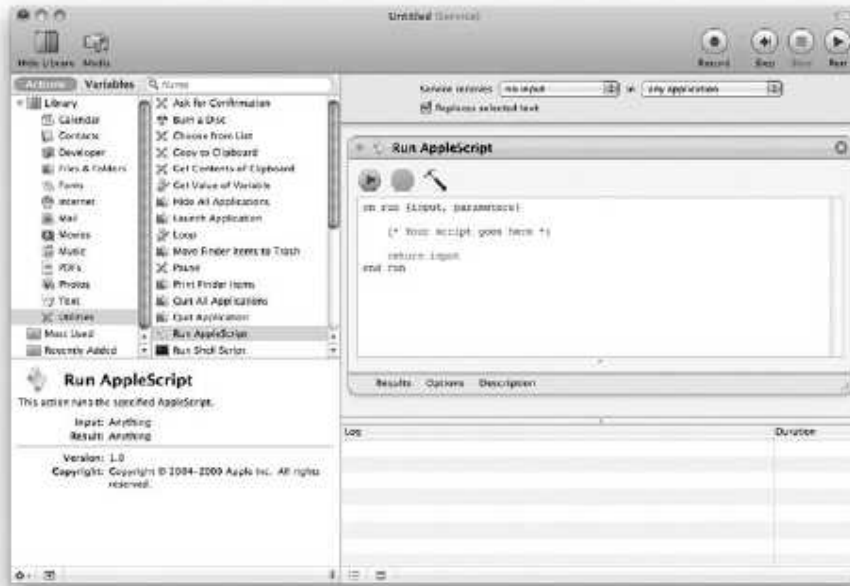 Untitled (Service)
Hide Library Media
Record Step Stop Run
Actions Variables Name
Library
Calendar
Contacts
Developer
Files & Folders
Fonts
Internet
Mail
Movies
Music
PDFs
Photos
Text
Utilities
Most Used
Recently Added
Ask for Confirmation
Burn a Disc
Choose from List
Copy to Clipboard
Get Contents of Clipboard
Get Value of Variable
Hide All Applications
Launch Application
Loop
Move Finder Items to Trash
Pause
Print Finder Items
Quit All Applications
Quit Application
Run AppleScript
Run Shell Script
Service receives no input in any application
Replaces selected text
Run AppleScript
on run {input, parameters}
(* Your script goes here *)
return input
end run
Results Options Description
Run AppleScript
This action runs the specified AppleScript.
Input: Anything
Result: Anything
Version: 1.0
Copyright: Copyright © 2004-2009 Apple Inc. All rights
reserved.
Log Duration